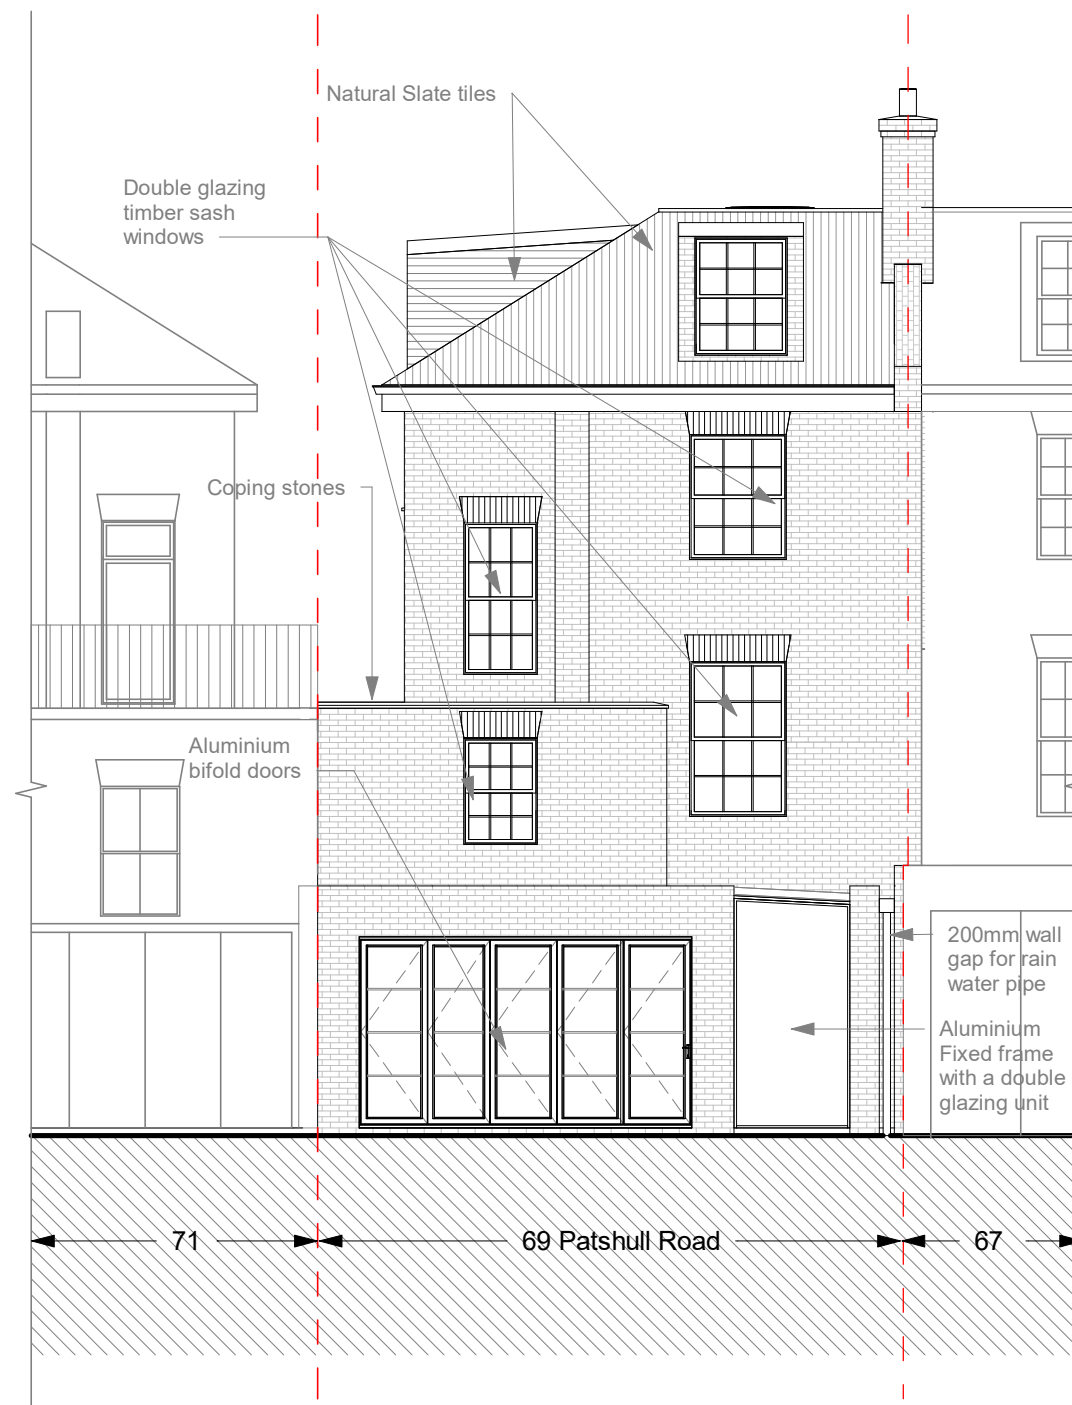 Natural Slate tiles
Double glazing
timber sash
windows
Coping stones
Aluminium
bifold doors
200mm wall
gap for rain
water pipe
Aluminium
Fixed frame
with a double
glazing unit
71
69 Patshull Road
67